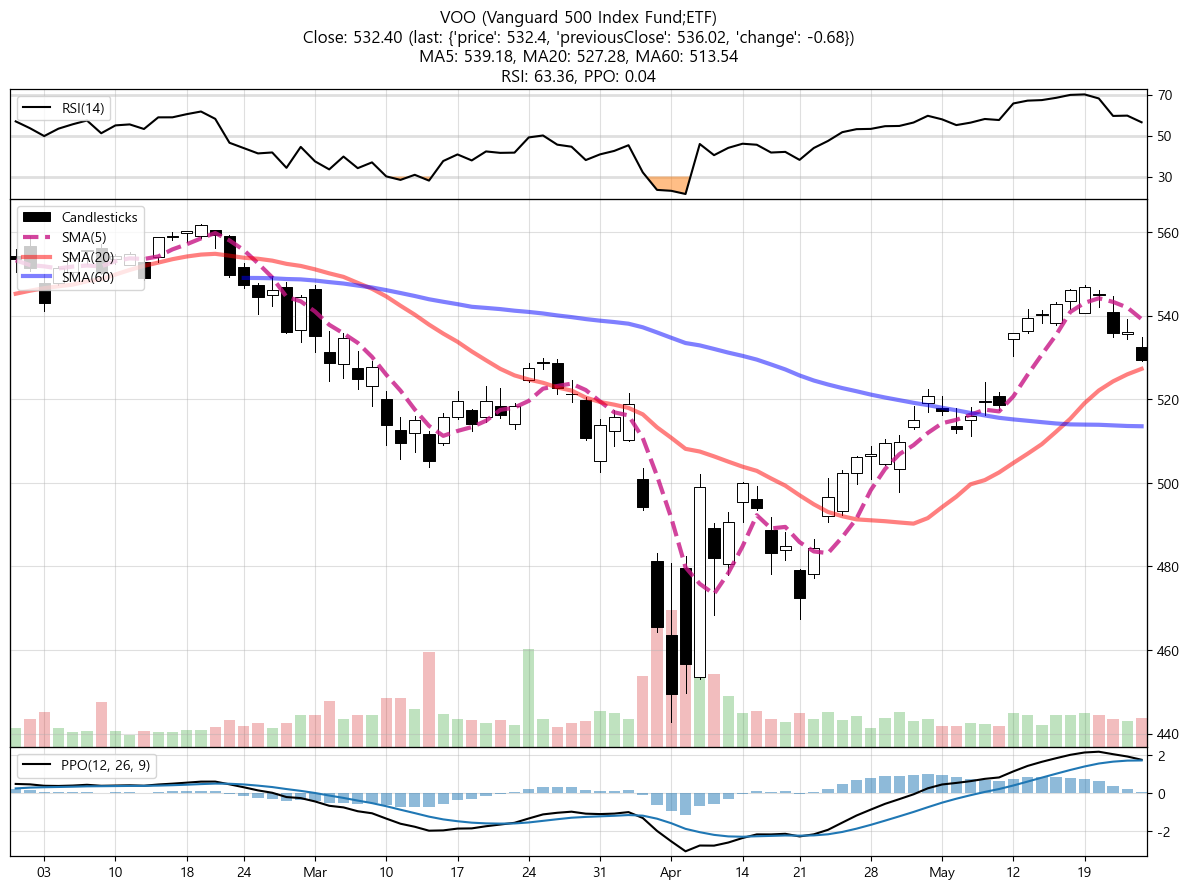 VOO (Vanguard 500 Index Fund;ETF)
Close: 532.40 (last: {'price': 532.4, 'previousClose': 536.02, 'change': -0.68})
MA5: 539.18, MA20: 527.28, MA60: 513.54
RSI: 63.36, PPO: 0.04
RSI(14)
70
50
30
Candlesticks
SMA(5)
SMA(20)
SMA(60)
560
540
520
500
480
460
440
PPO(12, 26, 9)
2
0
-2
03 10 18 24 Mar 10 17 24 31 Apr 14 21 28 May 12 19